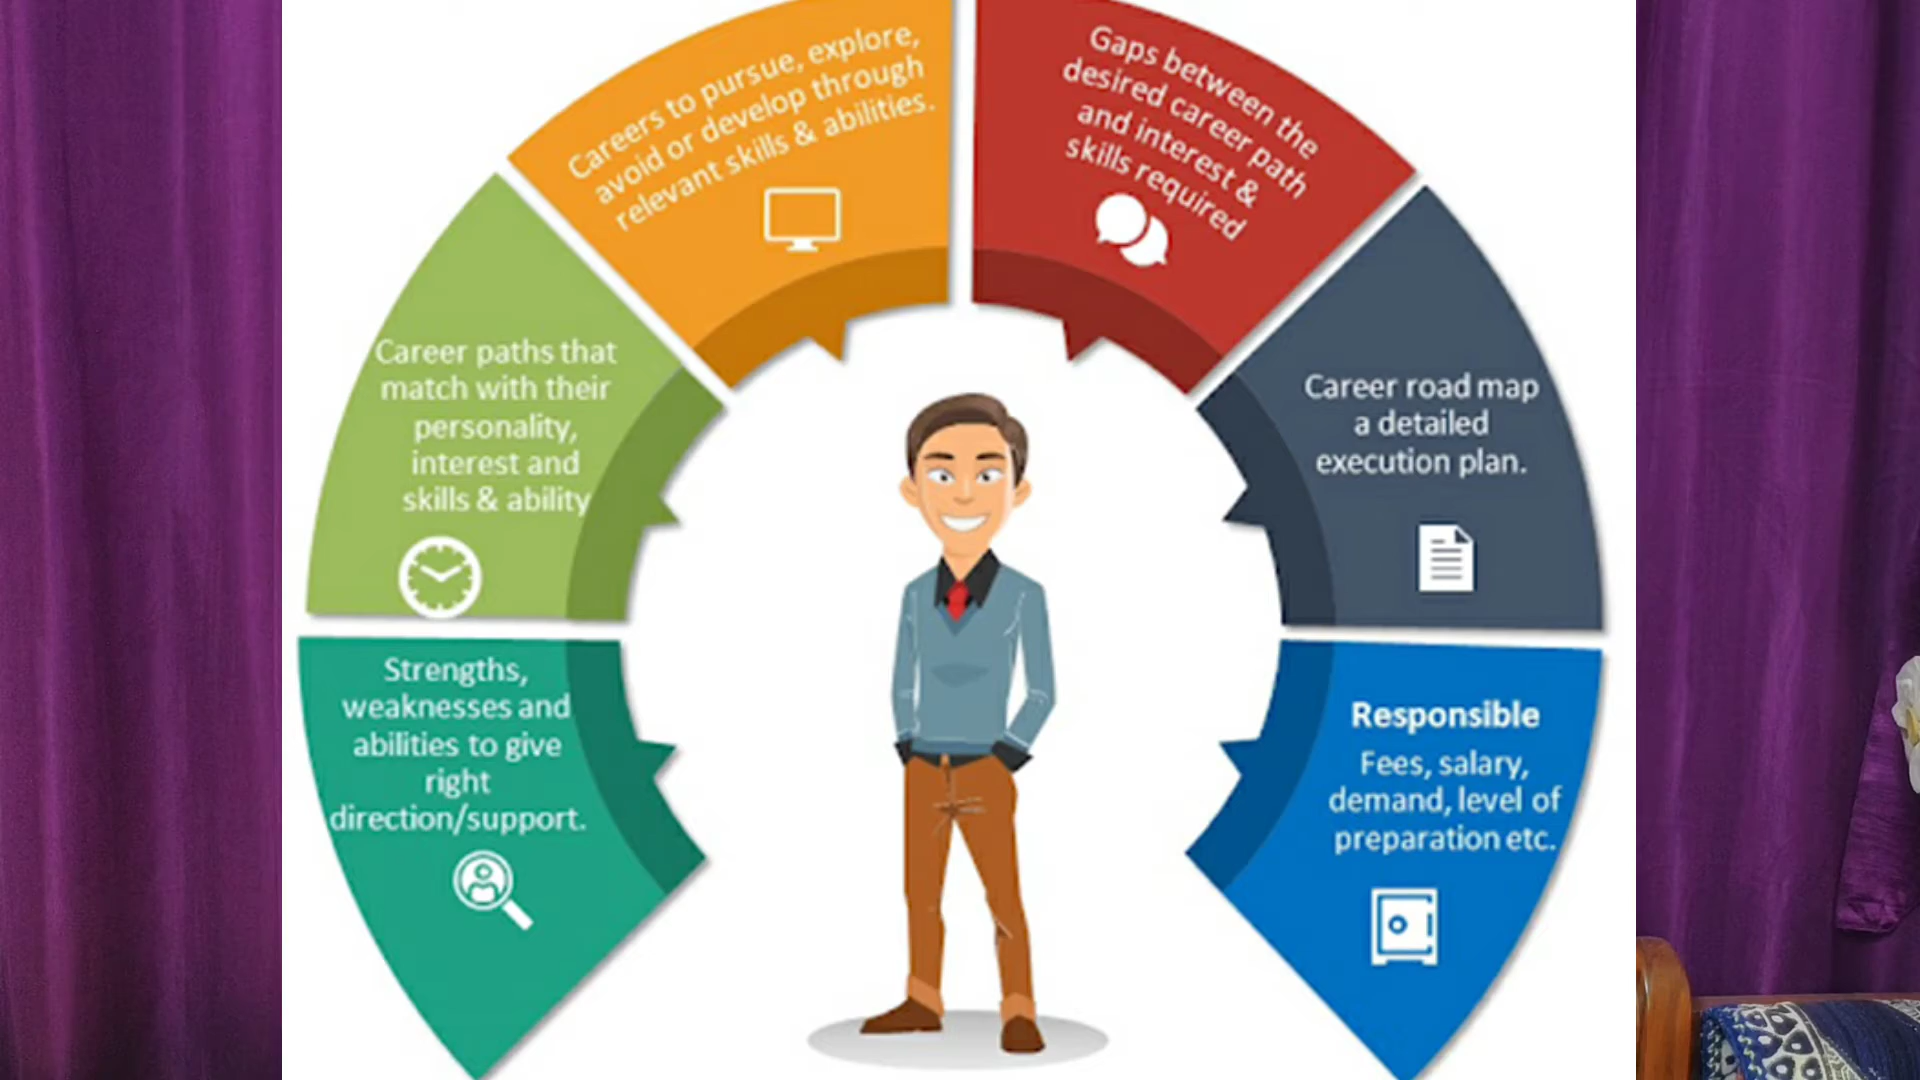 Careers to pursue, explore,
avoid or develop through
relevant skills & abilities.
Gaps between the
desired career path
and interest &
skills required
Career paths that
match with their
personality,
interest and
skills & ability
Career road map
a detailed
execution plan.
Strengths,
weaknesses and
abilities to give
right
direction/support.
Responsible
Fees, salary,
demand, level of
preparation etc.